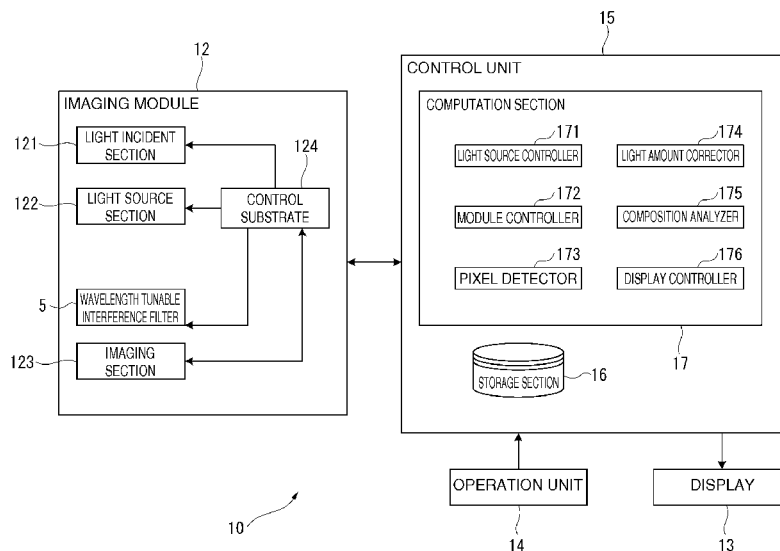 15
12
CONTROL UNIT
IMAGING MODULE
COMPUTATION SECTION
121
LIGHT INCIDENT
SECTION
124
171
LIGHT SOURCE CONTROLLER
174
LIGHT AMOUNT CORRECTOR
122
LIGHT SOURCE
SECTION
CONTROL
SUBSTRATE
172
MODULE CONTROLLER
175
COMPOSITION ANALYZER
173
PIXEL DETECTOR
176
DISPLAY CONTROLLER
5
WAVELENGTH TUNABLE
INTERFERENCE FILTER
17
123
IMAGING
SECTION
STORAGE SECTION
16
OPERATION UNIT
DISPLAY
10
14
13